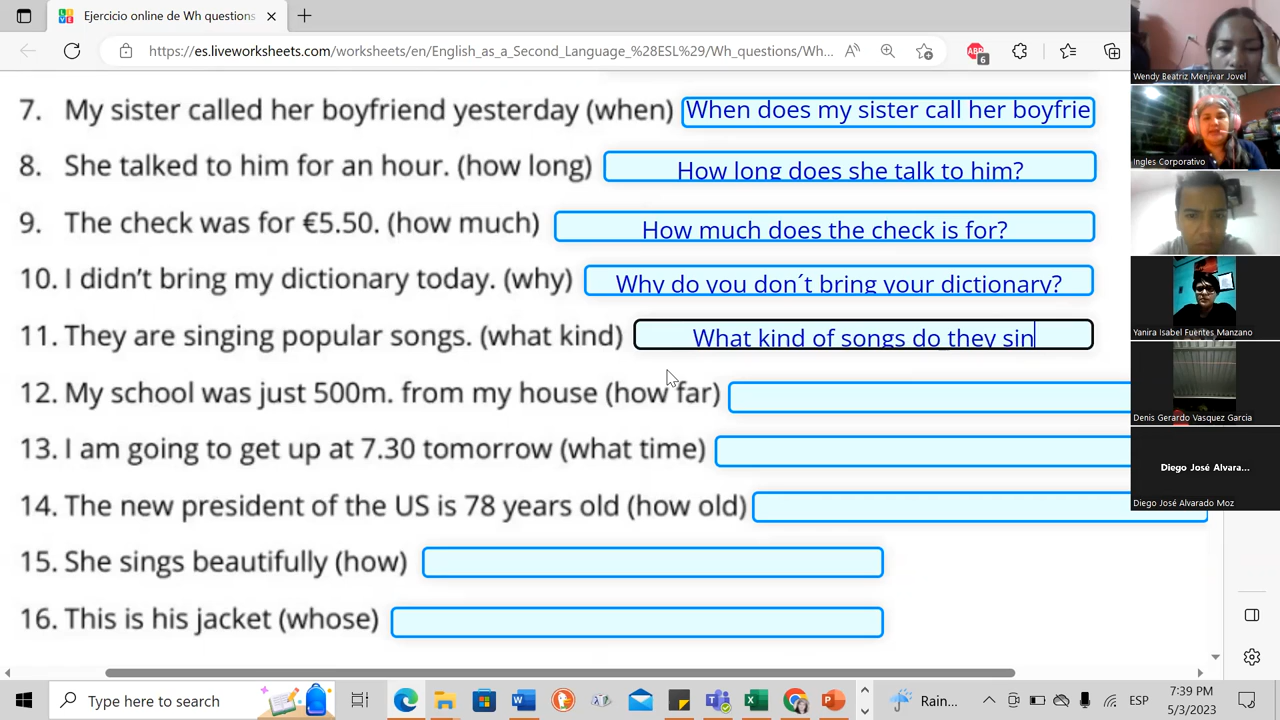 Ejercicio online de Wh questions
https://es.liveworksheets.com/worksheets/en/English_as_a_Second_Language_%28ESL%29/Wh_questions/Wh...
6
7. My sister called her boyfriend yesterday (when) When does my sister call her boyfrie
8. She talked to him for an hour. (how long) How long does she talk to him?
9. The check was for €5.50. (how much) How much does the check is for?
10. I didn't bring my dictionary today. (why) Why do you don´t bring your dictionary?
11. They are singing popular songs. (what kind) What kind of songs do they sin
12. My school was just 500m. from my house (how far)
13. I am going to get up at 7.30 tomorrow (what time)
14. The new president of the US is 78 years old (how old)
15. She sings beautifully (how)
16. This is his jacket (whose)
Wendy Beatriz Menjivar Jovel
Ingles Corporativo
Yanira Isabel Fuentes Manzano
Denis Gerardo Vasquez Garcia
Diego José Alvara...
Diego José Alvarado Moz
Type here to search
Rain...
ESP
7:39 PM
5/3/2023